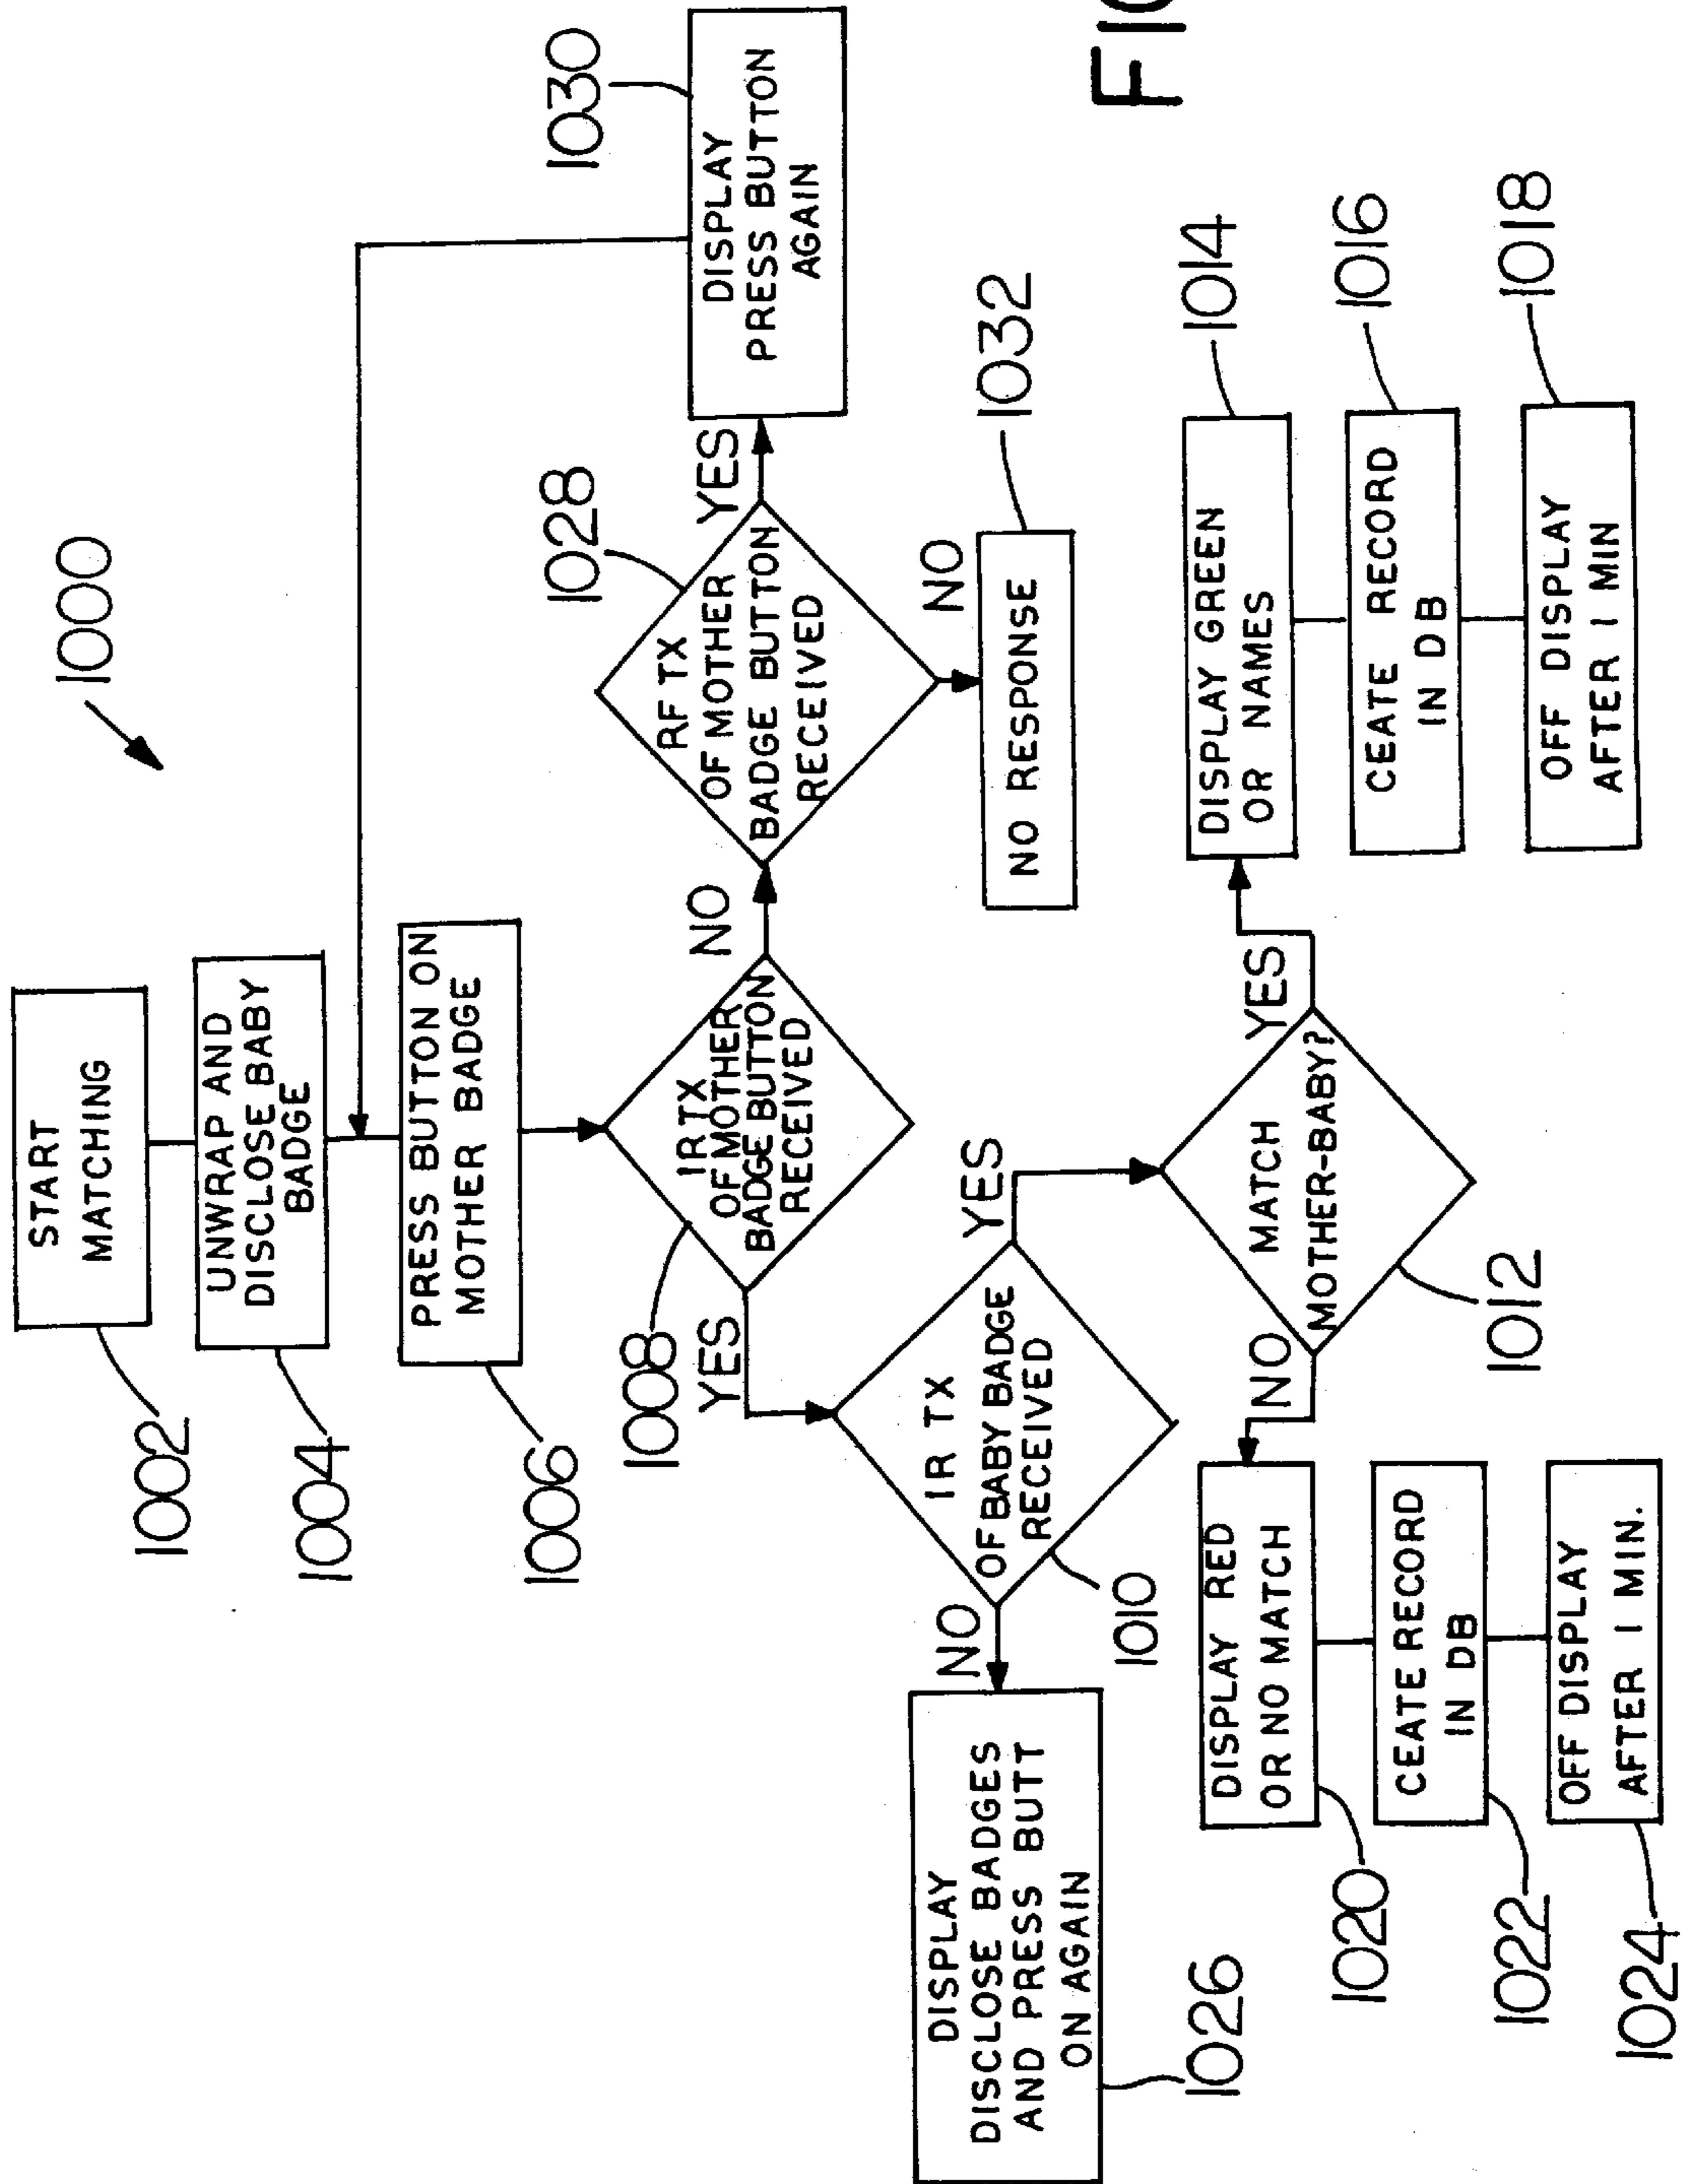 1000
START
MATCHING
1002
UNWRAP AND
DISCLOSE BABY
BADGE
1004
PRESS BUTTON ON
MOTHER BADGE
1006
IR TX
OF MOTHER
BADGE BUTTON
RECEIVED
1008
YES
NO
RF TX
OF MOTHER
BADGE BUTTON
RECEIVED
1028
YES
NO
DISPLAY
PRESS BUTTON
AGAIN
1030
NO RESPONSE
1032
IR TX
OF BABY BADGE
RECEIVED
1010
NO
YES
DISPLAY
DISCLOSE BADGES
AND PRESS BUTT
ON AGAIN
1026
MATCH
MOTHER-BABY?
1012
NO
YES
DISPLAY RED
OR NO MATCH
1020
CEATE RECORD
IN DB
1022
OFF DISPLAY
AFTER 1 MIN.
1024
DISPLAY GREEN
OR NAMES
1014
CEATE RECORD
IN DB
1016
OFF DISPLAY
AFTER 1 MIN
1018